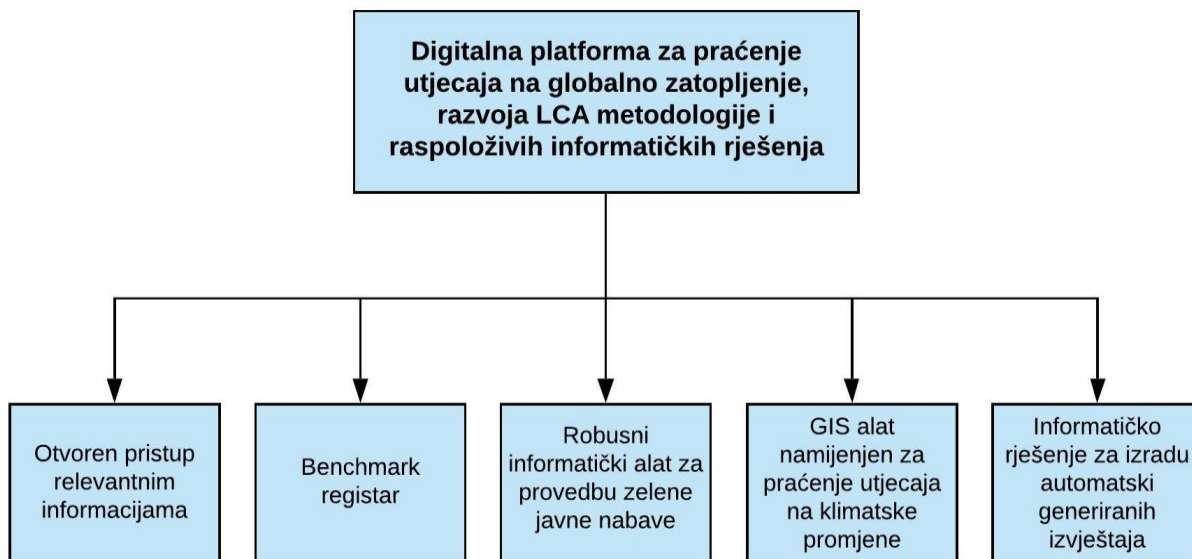 Digitalna platforma za praćenje
utjecaja na globalno zatopljenje,
razvoja LCA metodologije i
raspoloživih informatičkih rješenja
Otvoren pristup
relevantnim
informacijama
Benchmark
registar
Robusni
informatički alat za
provedbu zelene
javne nabave
GIS alat
namijenjen za
praćenje utjecaja
na klimatske
promjene
Informatičko
rješenje za izradu
automatski
generiranih
izvještaja